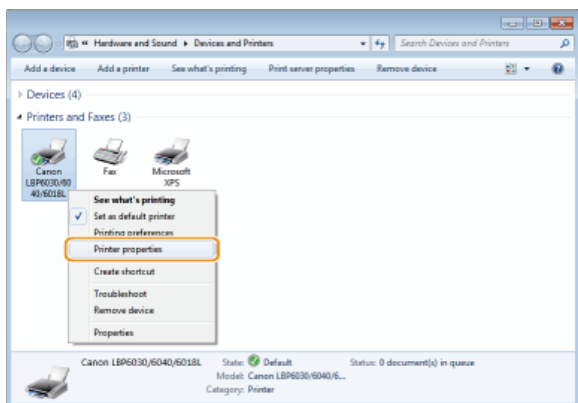 « Hardware and Sound ▸ Devices and Printers
Search Devices and Printers
Add a device Add a printer See what's printing Print server properties Remove device
Devices (4)
Printers and Faxes (3)
Canon
LBP6030/60
40/6018L
Fax
Microsoft
XPS
See what's printing
Set as default printer
Printing preferences
Printer properties
Create shortcut
Troubleshoot
Remove device
Properties
Canon LBP6030/6040/6018L State: Default Status: 0 document(s) in queue
Model: Canon LBP6030/6040/6...
Category: Printer